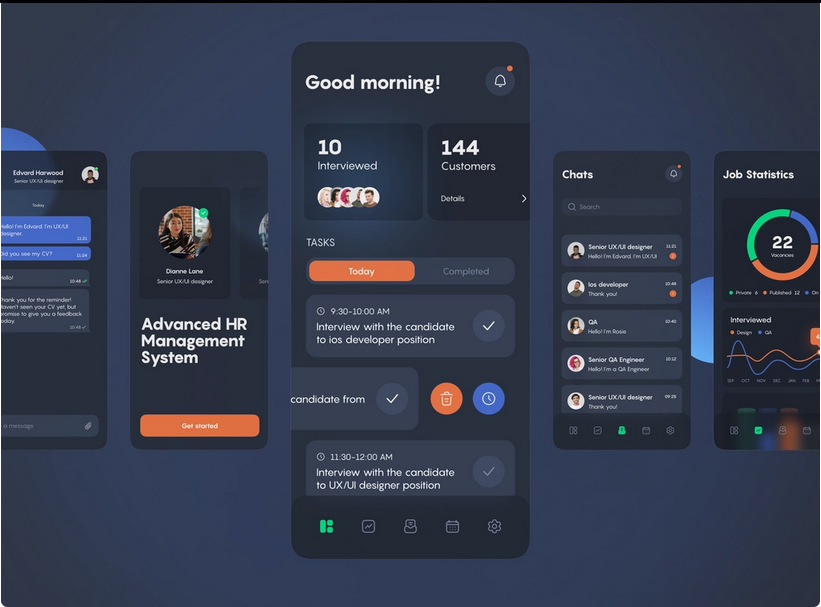 Edvard Harwood
Senior UX/UI designer
Today
Hello! I'm Edvard. I'm UX/UI
designer.
11:21
Did you see my CV?
11:24
Hello!
10:48
Thank you for the reminder!
haven't seen your CV yet, but
promise to give you a feedback
today.
10:48
a message
Dianne Lane
Senior UX/UI designer
Sen
Advanced HR
Management
System
Get started
Good morning!
10
Interviewed
144
Customers
Details
TASKS
Today
Completed
9:30-10:00 AM
Interview with the candidate
to ios developer position
candidate from
11:30-12:00 AM
Interview with the candidate
to UX/UI designer position
Chats
Search
Senior UX/UI designer
11:21
Hello! I'm Edvard. I'm UX/UI
Ios developer
10:48
Thank you!
QA
10:40
Hello! I'm Rosie
Senior QA Engineer
10:12
Hello! I'm a QA Engineer
Senior UX/UI designer
09:25
Thank you!
Job Statistics
22
Vacancies
Private 6
Published 12
On
Interviewed
Design
QA
4
SEP OCT NOV DEC JAN FEB